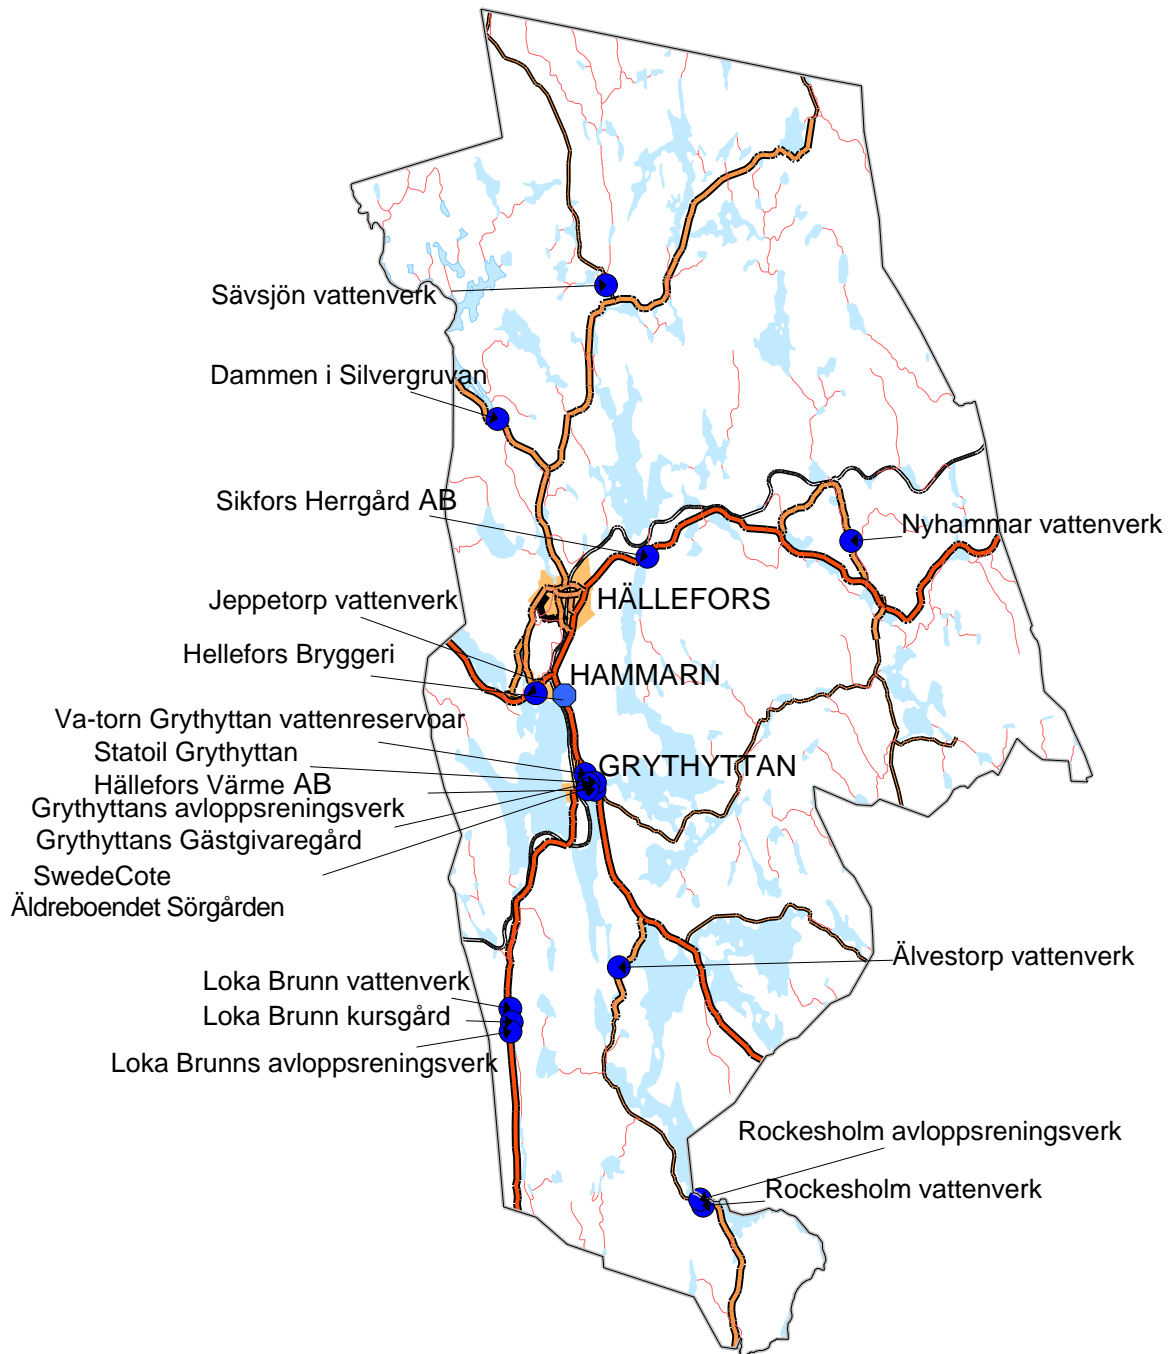 Sävsjön vattenverk
Dammen i Silvergruvan
Sikfors Herrgård AB
Nyhammar vattenverk
Jeppetorp vattenverk
HÄLLEFORS
Hellefors Bryggeri
HAMMARN
Va-torn Grythyttan vattenreservoar
Statoil Grythyttan
GRYTHYTTAN
Hällefors Värme AB
Grythyttans avloppsreningsverk
Grythyttans Gästgivaregård
SwedeCote
Äldreboendet Sörgården
Älvestorp vattenverk
Loka Brunn vattenverk
Loka Brunn kursgård
Loka Brunns avloppsreningsverk
Rockesholm avloppsreningsverk
Rockesholm vattenverk